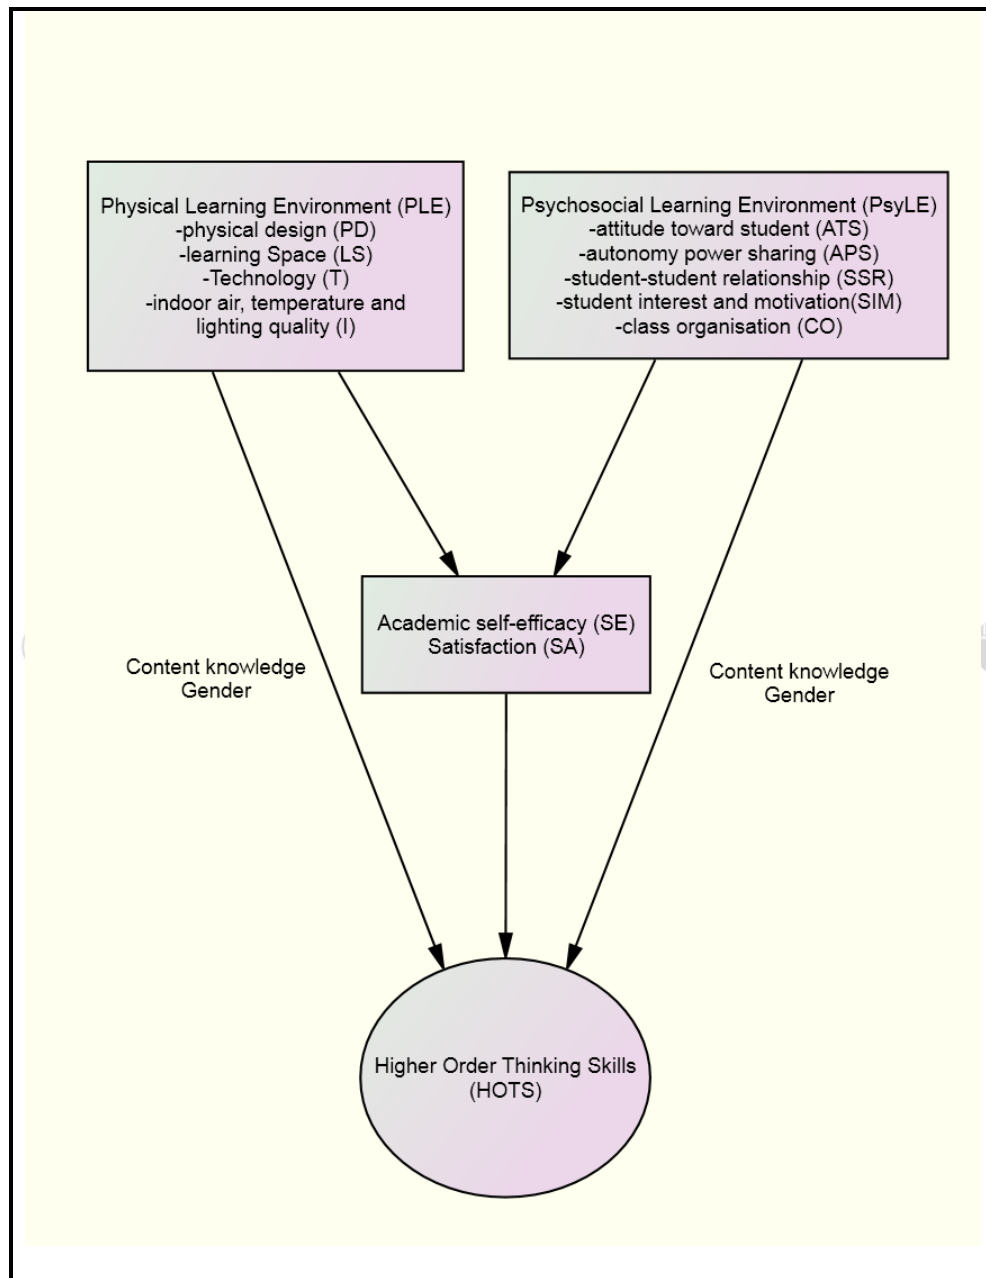 Physical Learning Environment (PLE)
-physical design (PD)
-learning Space (LS)
-Technology (T)
-indoor air, temperature and
lighting quality (I)
Psychosocial Learning Environment (PsyLE)
-attitude toward student (ATS)
-autonomy power sharing (APS)
-student-student relationship (SSR)
-student interest and motivation(SIM)
-class organisation (CO)
Academic self-efficacy (SE)
Satisfaction (SA)
Content knowledge
Gender
Content knowledge
Gender
Higher Order Thinking Skills
(HOTS)